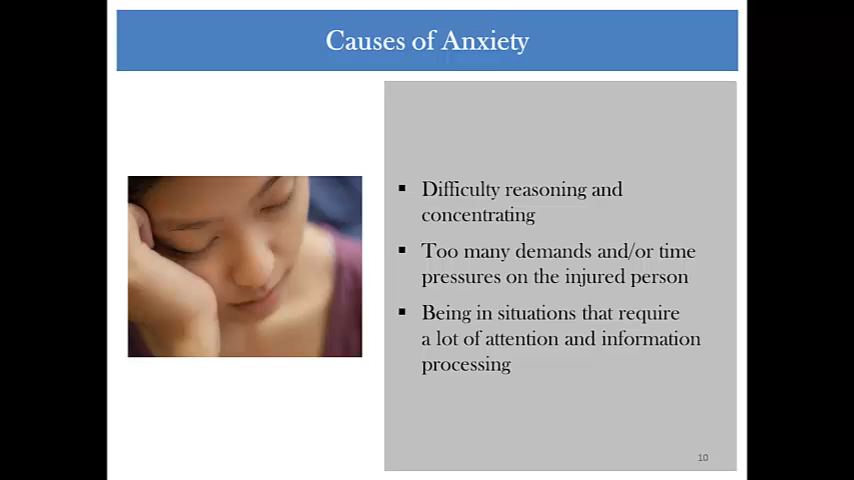 Causes of Anxiety
▪ Difficulty reasoning and
concentrating
▪ Too many demands and/or time
pressures on the injured person
▪ Being in situations that require
a lot of attention and information
processing
10